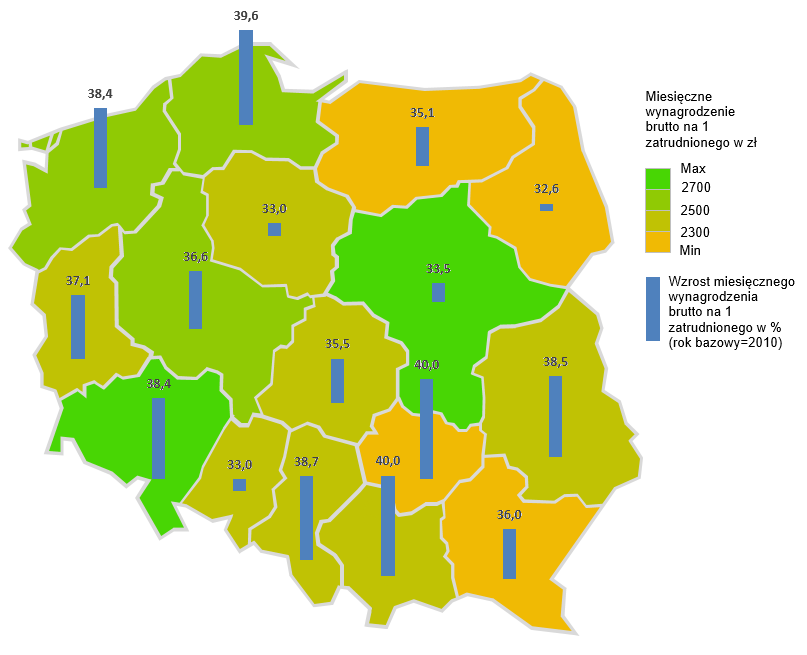 39,6
38,4
35,1
32,6
33,0
33,5
36,6
37,1
35,5
40,0
38,5
38,4
33,0
38,7
40,0
36,0
Miesięczne
wynagrodzenie
brutto na 1
zatrudnionego w zł
Max
2700
2500
2300
Min
Wzrost miesięcznego
wynagrodzenia
brutto na 1
zatrudnionego w %
(rok bazowy=2010)